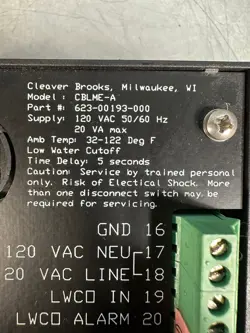 Cleaver Brooks, Milwaukee, WI
Model : CBLME-A
Part #: 623-00193-000
Supply: 120 VAC 50/60 Hz
20 VA max
Amb Temp: 32-122 Deg F
Low Water Cutoff
Time Delay: 5 seconds
Caution: Service by trained personal
only. Risk of Electical Shock. More
than one disconnect switch may be
required for servicing.
GND 16
120 VAC NEU 17
20 VAC LINE 18
LWCO IN 19
LWCO ALARM 20